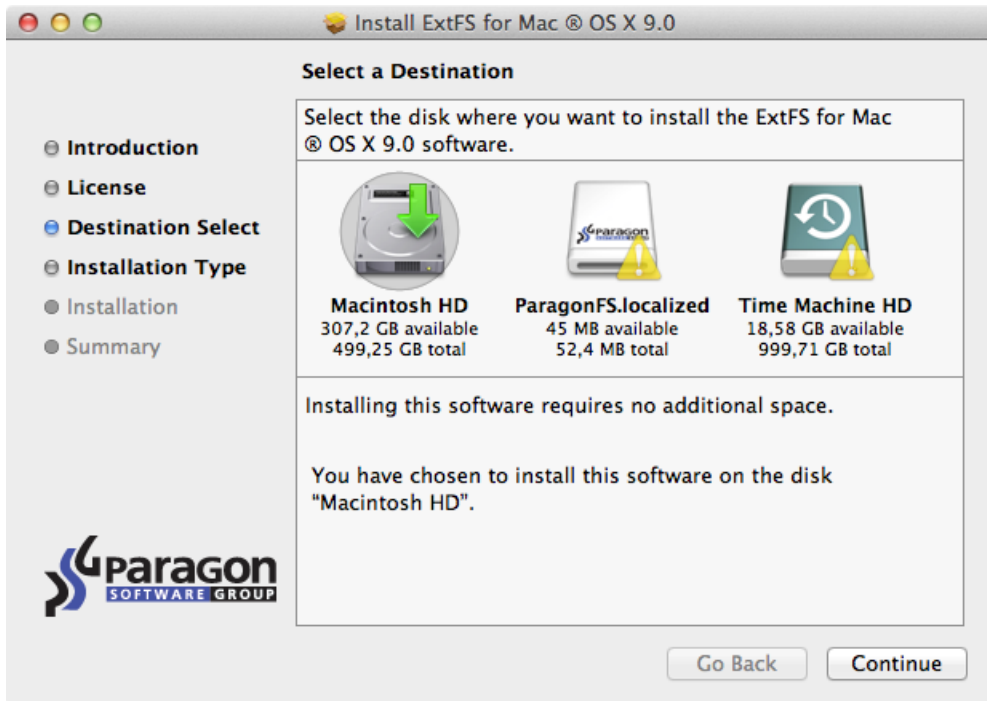 Install ExtFS for Mac ® OS X 9.0
Select a Destination
Introduction
License
Destination Select
Installation Type
Installation
Summary
Select the disk where you want to install the ExtFS for Mac
® OS X 9.0 software.
Paragon
Macintosh HD
307,2 GB available
499,25 GB total
ParagonFS.localized
45 MB available
52,4 MB total
Time Machine HD
18,58 GB available
999,71 GB total
Installing this software requires no additional space.
You have chosen to install this software on the disk
“Macintosh HD”.
Paragon
SOFTWARE GROUP
Go Back
Continue